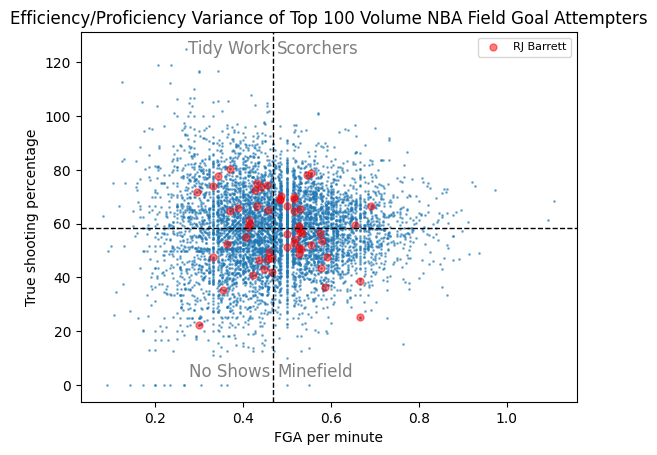 Efficiency/Proficiency Variance of Top 100 Volume NBA Field Goal Attempters
Tidy Work Scorchers
RJ Barrett
120
100
80
60
40
20
0
True shooting percentage
No Shows Minefield
0.2 0.4 0.6 0.8 1.0
FGA per minute